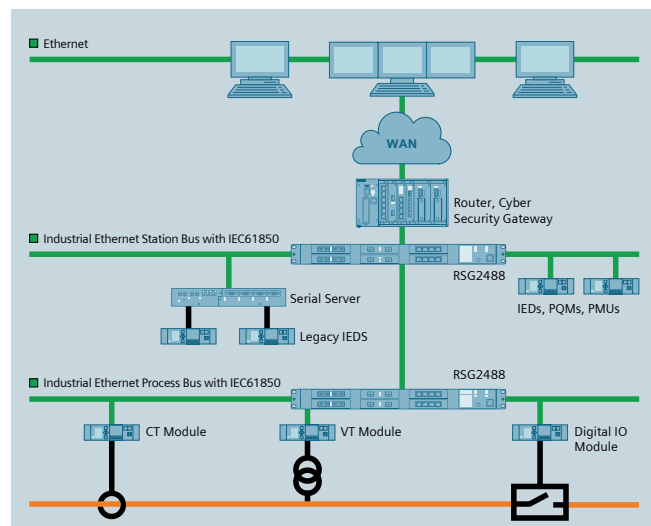 Ethernet
WAN
Router, Cyber
Security Gateway
Industrial Ethernet Station Bus with IEC61850
RSG2488
Serial Server
IEDs, PQMs, PMUs
Legacy IEDS
RSG2488
Industrial Ethernet Process Bus with IEC61850
CT Module
VT Module
Digital IO
Module